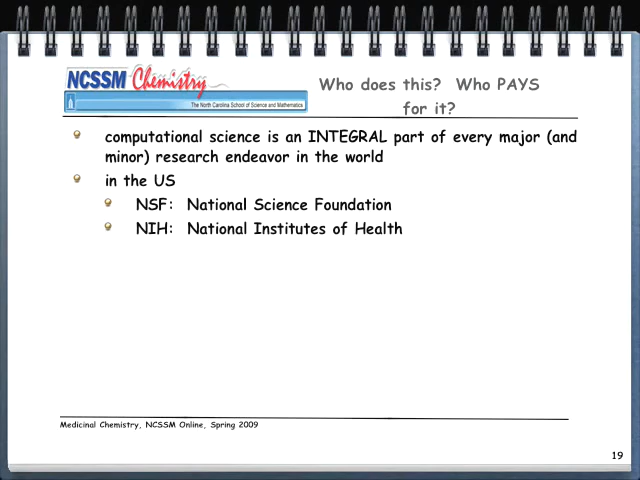 NCSSM Chemistry
The North Carolina School of Science and Mathematics
Who does this? Who PAYS
for it?
computational science is an INTEGRAL part of every major (and
minor) research endeavor in the world
in the US
NSF: National Science Foundation
NIH: National Institutes of Health
Medicinal Chemistry, NCSSM Online, Spring 2009
19